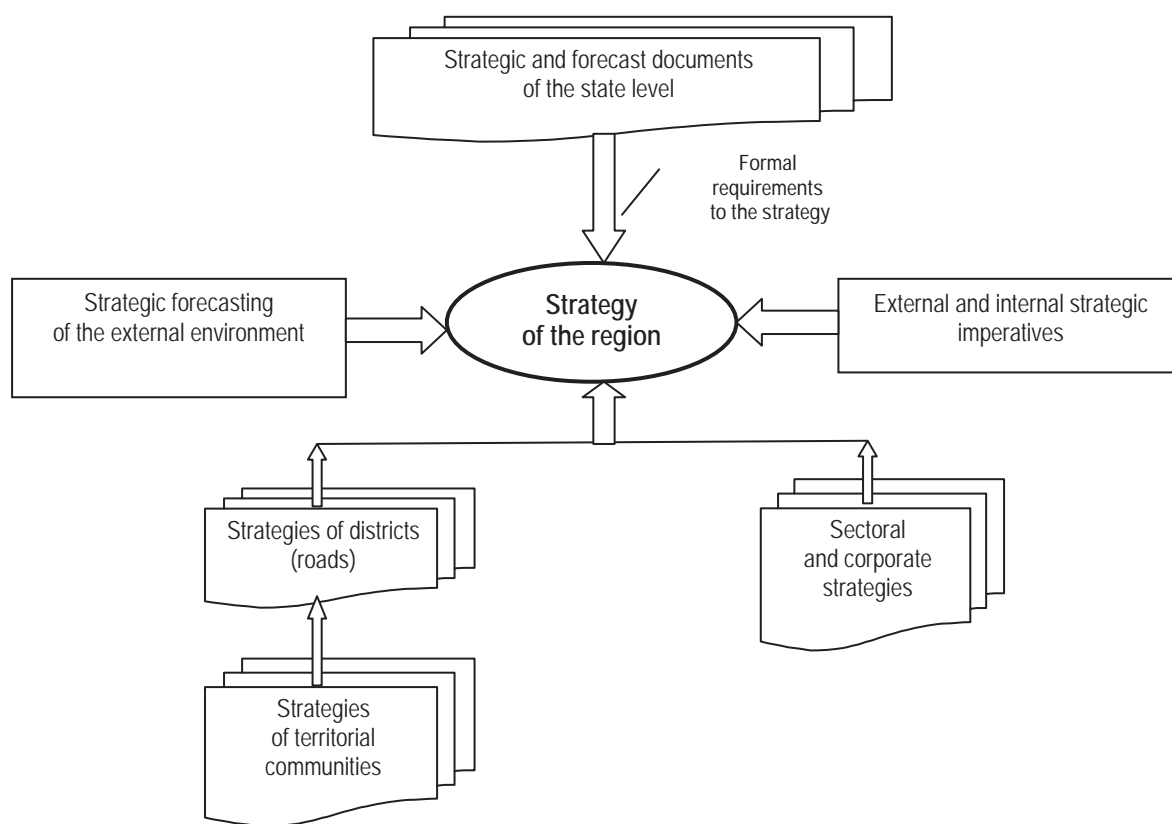 Strategic and forecast documents
of the state level
Formal
requirements
to the strategy
Strategic forecasting
of the external environment
Strategy
of the region
External and internal strategic
imperatives
Strategies of districts
(roads)
Sectoral
and corporate
strategies
Strategies
of territorial
communities